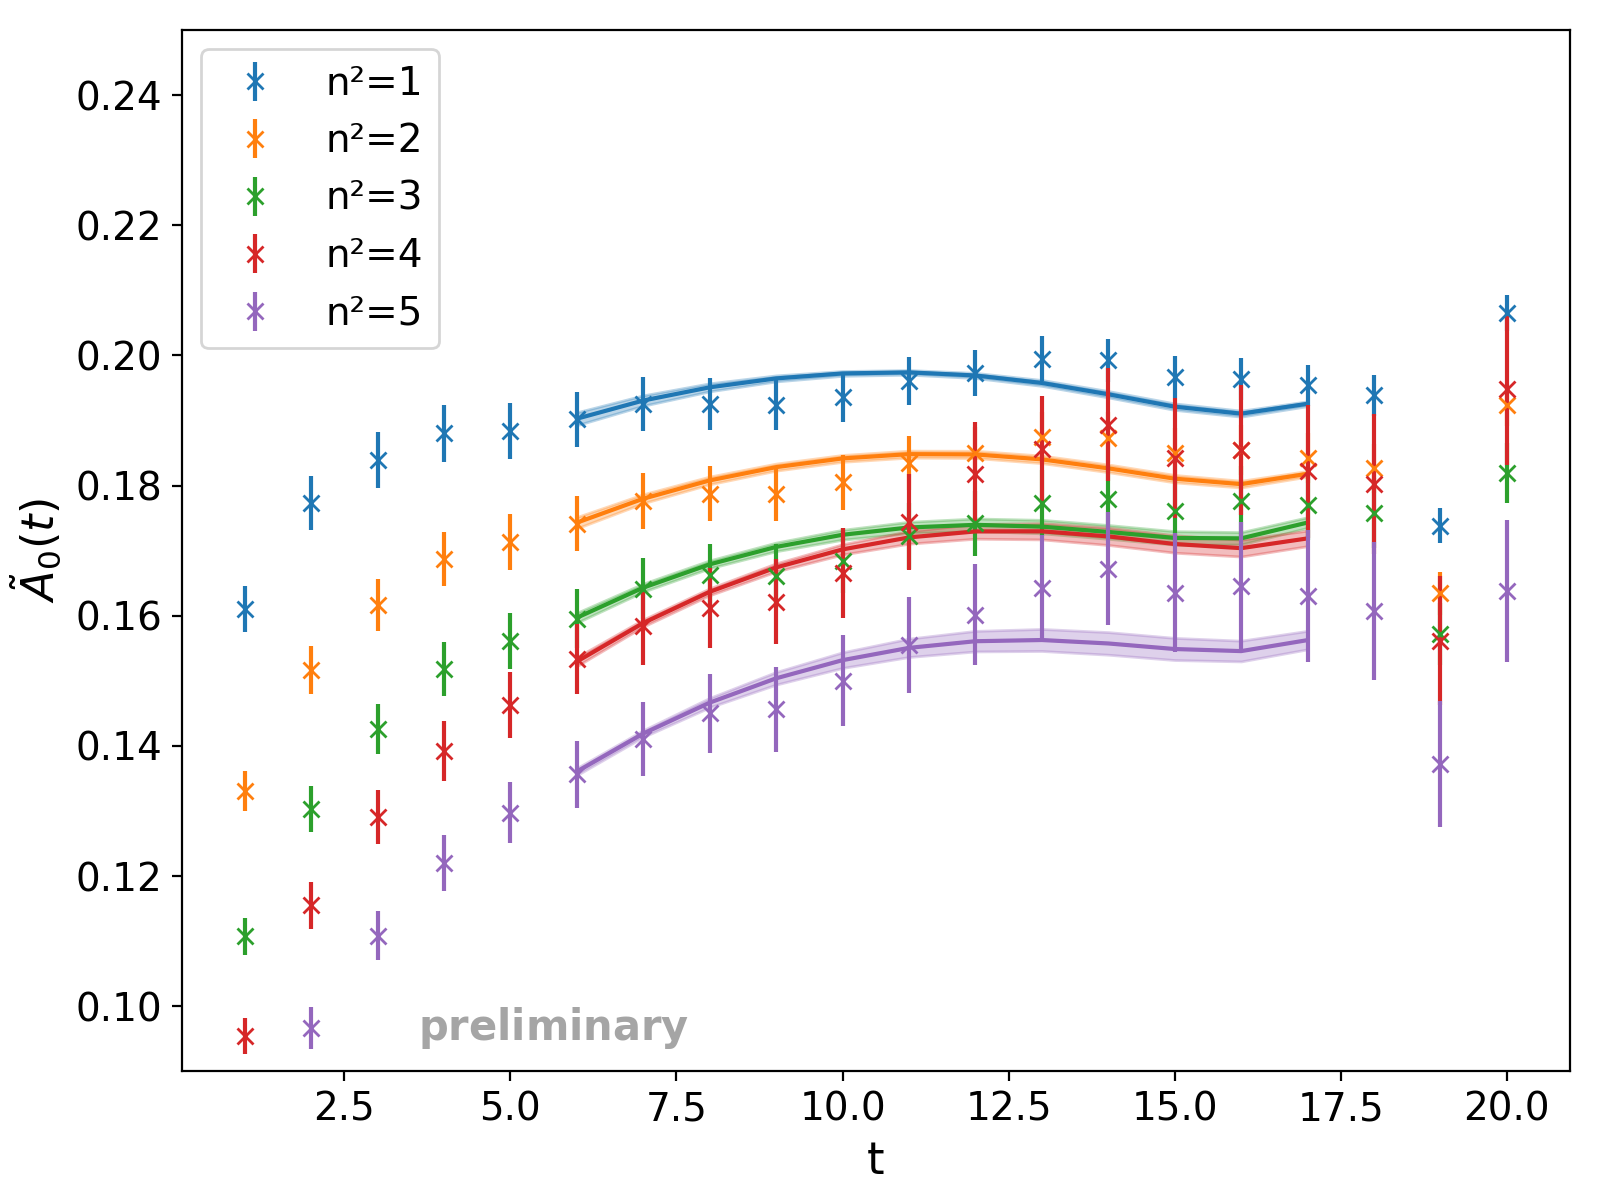 n²=1
n²=2
n²=3
n²=4
n²=5
0.24
0.22
0.20
0.18
0.16
0.14
0.12
0.10
Ã₀(t)
preliminary
2.5 5.0 7.5 10.0 12.5 15.0 17.5 20.0
t